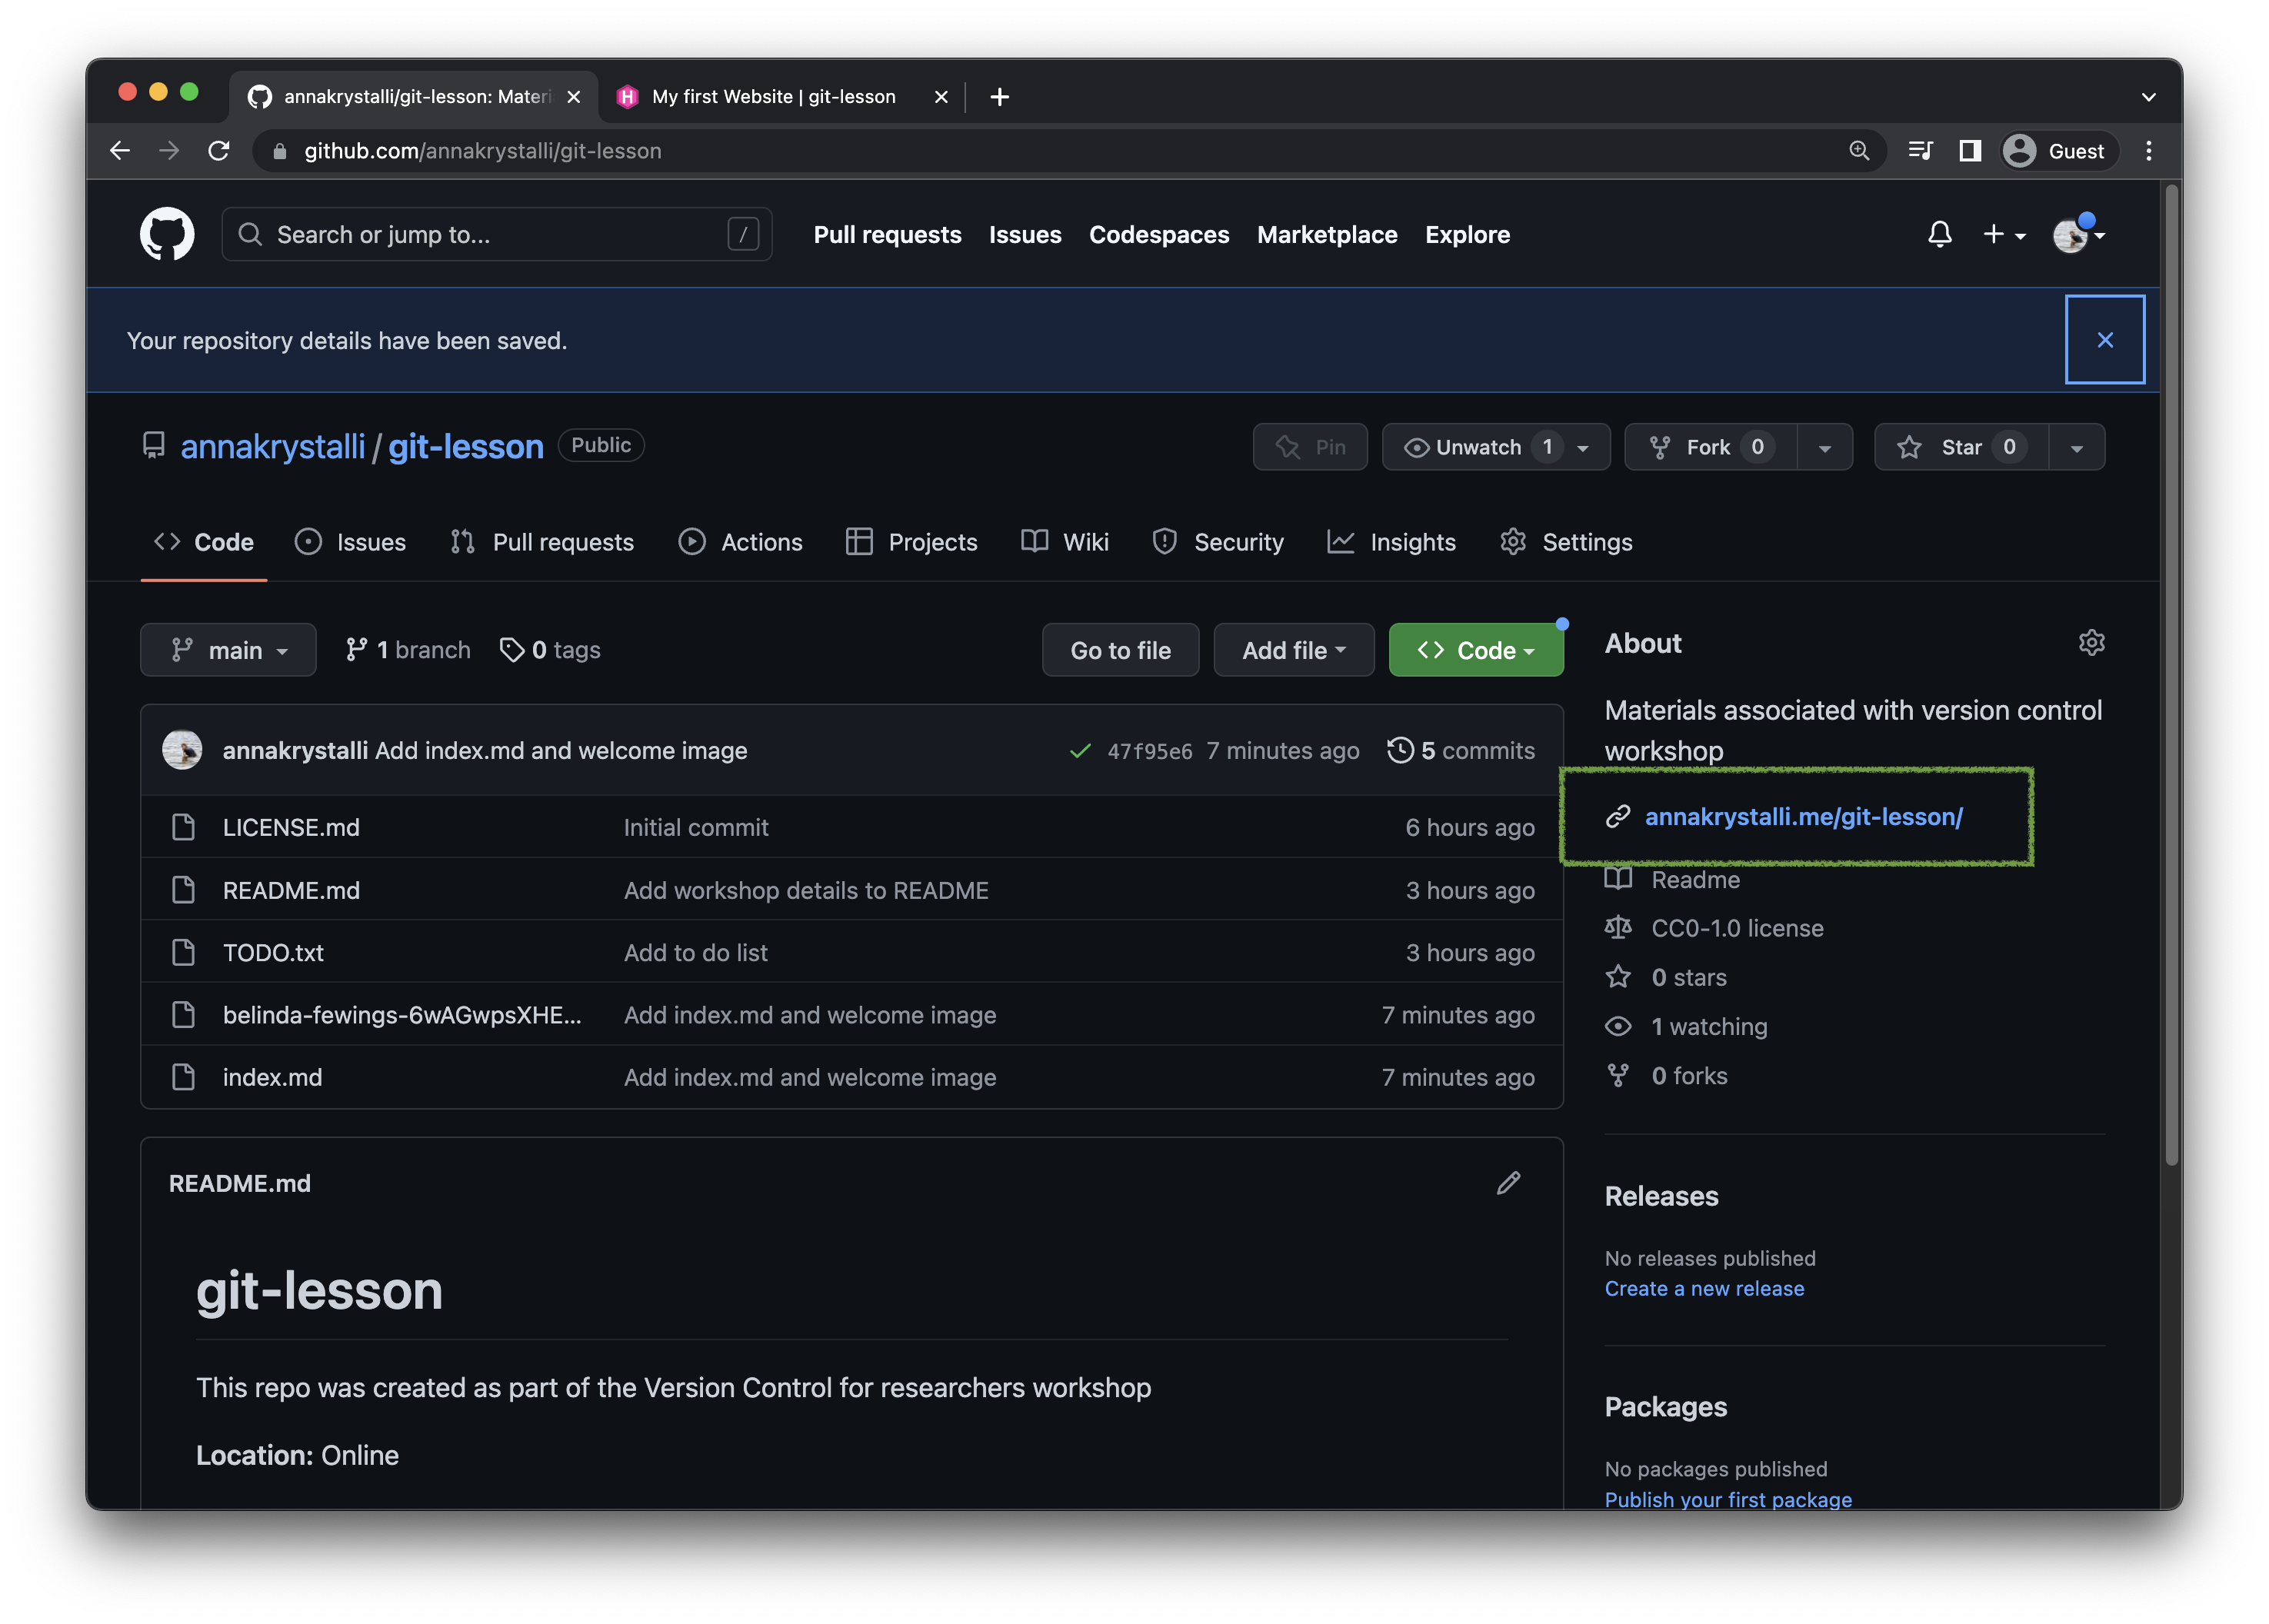 annakrystalli/git-lesson: Materi
My first Website | git-lesson
github.com/annakrystalli/git-lesson
Guest
Search or jump to...
/
Pull requests
Issues
Codespaces
Marketplace
Explore
Your repository details have been saved.
annakrystalli / git-lesson
Public
Pin
Unwatch 1
Fork 0
Star 0
Code
Issues
Pull requests
Actions
Projects
Wiki
Security
Insights
Settings
main
1 branch
0 tags
Go to file
Add file
Code
annakrystalli Add index.md and welcome image
47f95e6 7 minutes ago
5 commits
LICENSE.md Initial commit 6 hours ago
README.md Add workshop details to README 3 hours ago
TODO.txt Add to do list 3 hours ago
belinda-fewings-6wAGwpsXHE... Add index.md and welcome image 7 minutes ago
index.md Add index.md and welcome image 7 minutes ago
README.md
git-lesson
This repo was created as part of the Version Control for researchers workshop
Location: Online
About
Materials associated with version control
workshop
annakrystalli.me/git-lesson/
Readme
CC0-1.0 license
0 stars
1 watching
0 forks
Releases
No releases published
Create a new release
Packages
No packages published
Publish your first package